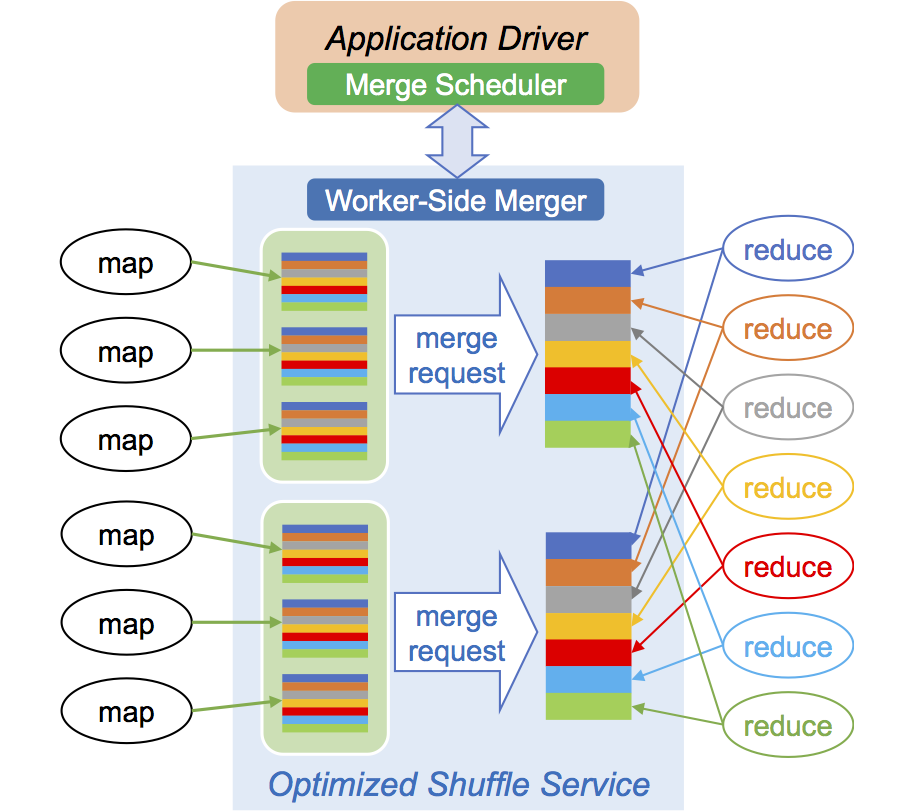 Application Driver
Merge Scheduler
Worker-Side Merger
map
map
map
map
map
map
merge
request
merge
request
reduce
reduce
reduce
reduce
reduce
reduce
reduce
Optimized Shuffle Service